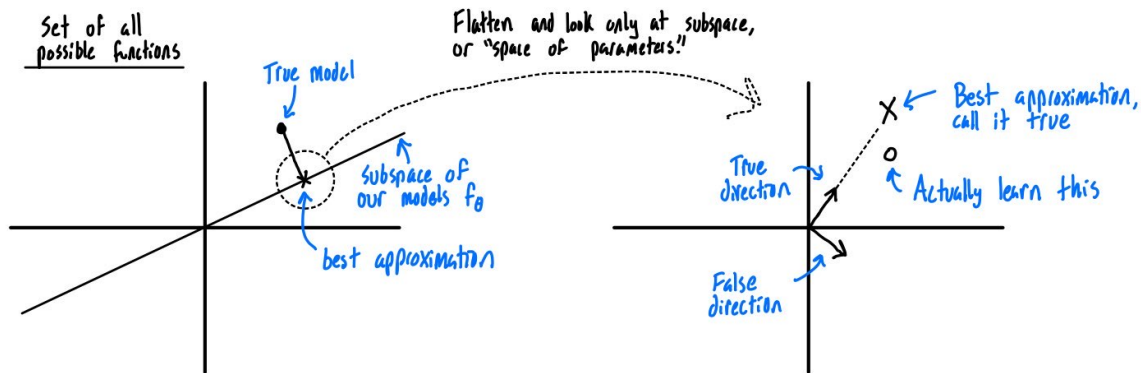 Set of all
possible functions
True model
subspace of
our models fθ
best approximation
Flatten and look only at subspace,
or "space of parameters."
Best approximation,
call it true
True
direction
Actually learn this
False
direction